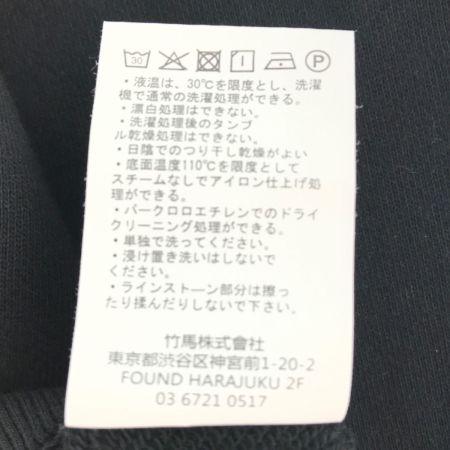 30 P
・液温は、30℃を限度とし、洗濯
機で通常の洗濯処理ができる。
・漂白処理はできない。
・洗濯処理後のタンブ
ル乾燥処理はできない。
・日陰でのつり干し乾燥がよい
・底面温度110℃を限度として
スチームなしでアイロン仕上げ処
理ができる。
・パークロロエチレンでのドライ
クリーニング処理ができる。
・単独で洗ってください。
・浸け置き洗いはしないで
ください。
・ラインストーン部分は擦っ
たり揉んだりしないで下さい。
竹馬株式會社
東京都渋谷区神宮前1-20-2
FOUND HARAJUKU 2F
03 6721 0517